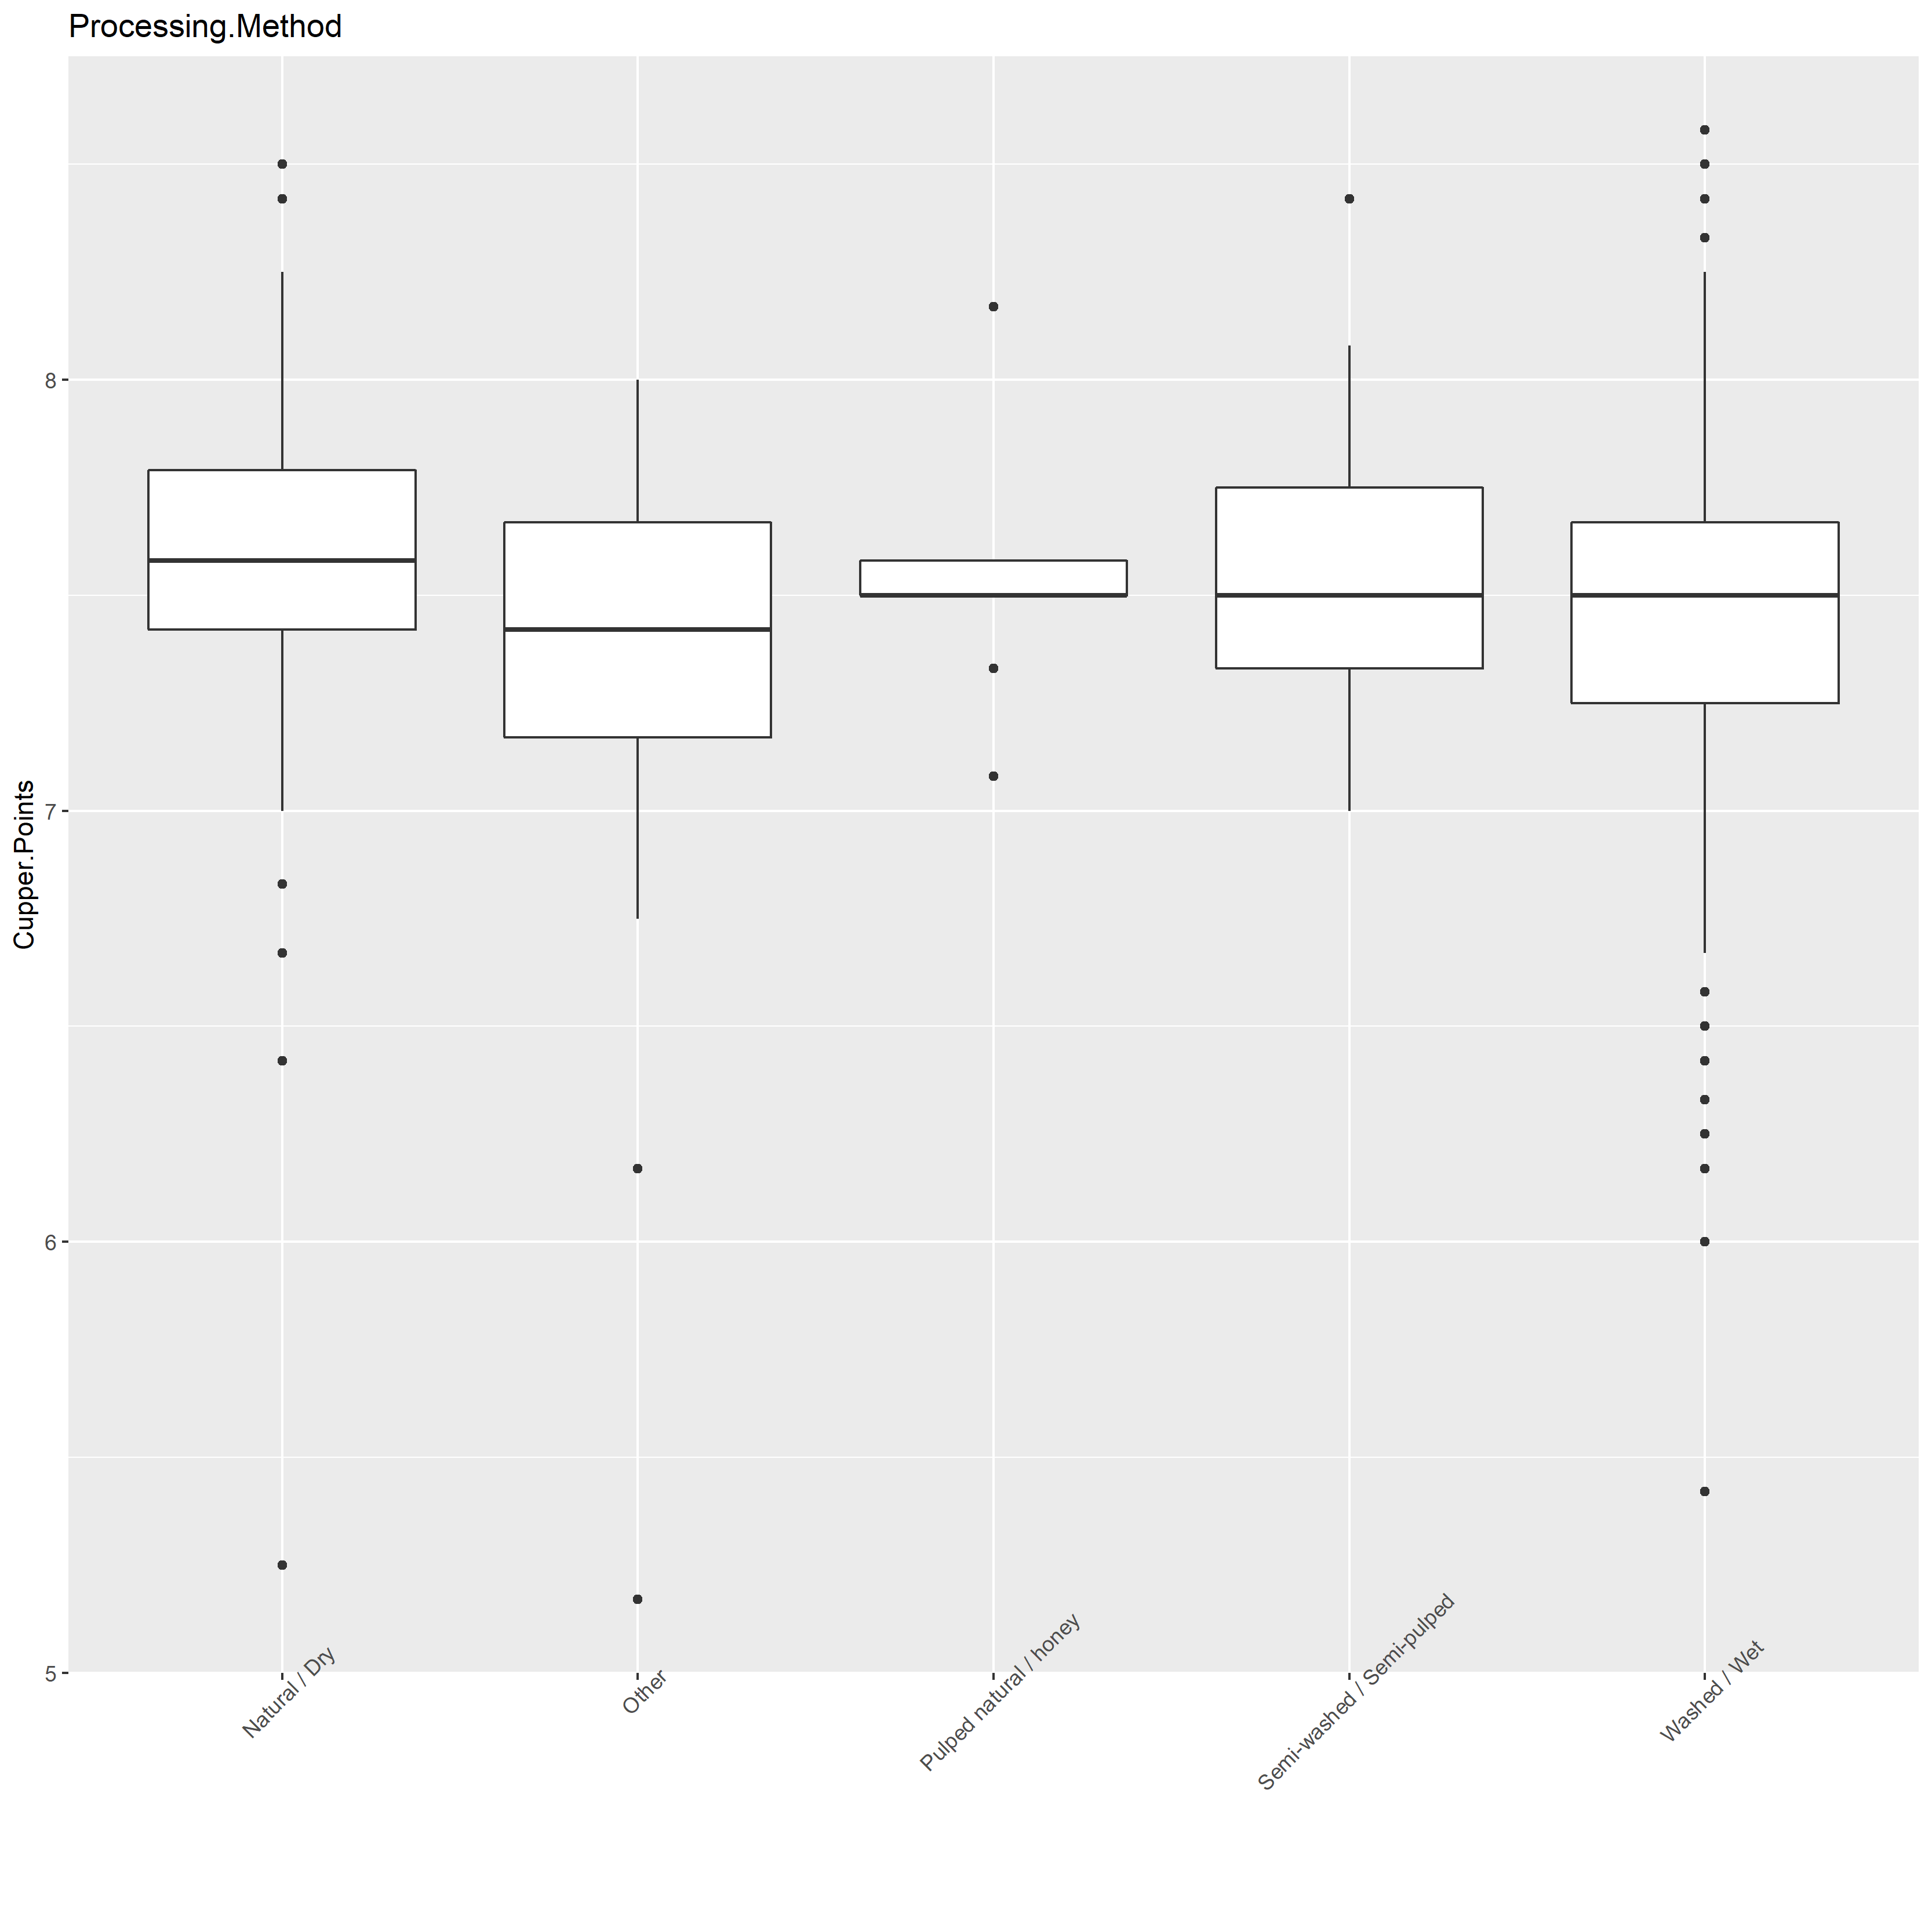 Processing.Method
Cupper.Points
8
7
6
5
Natural / Dry
Other
Pulped natural / honey
Semi-washed / Semi-pulped
Washed / Wet